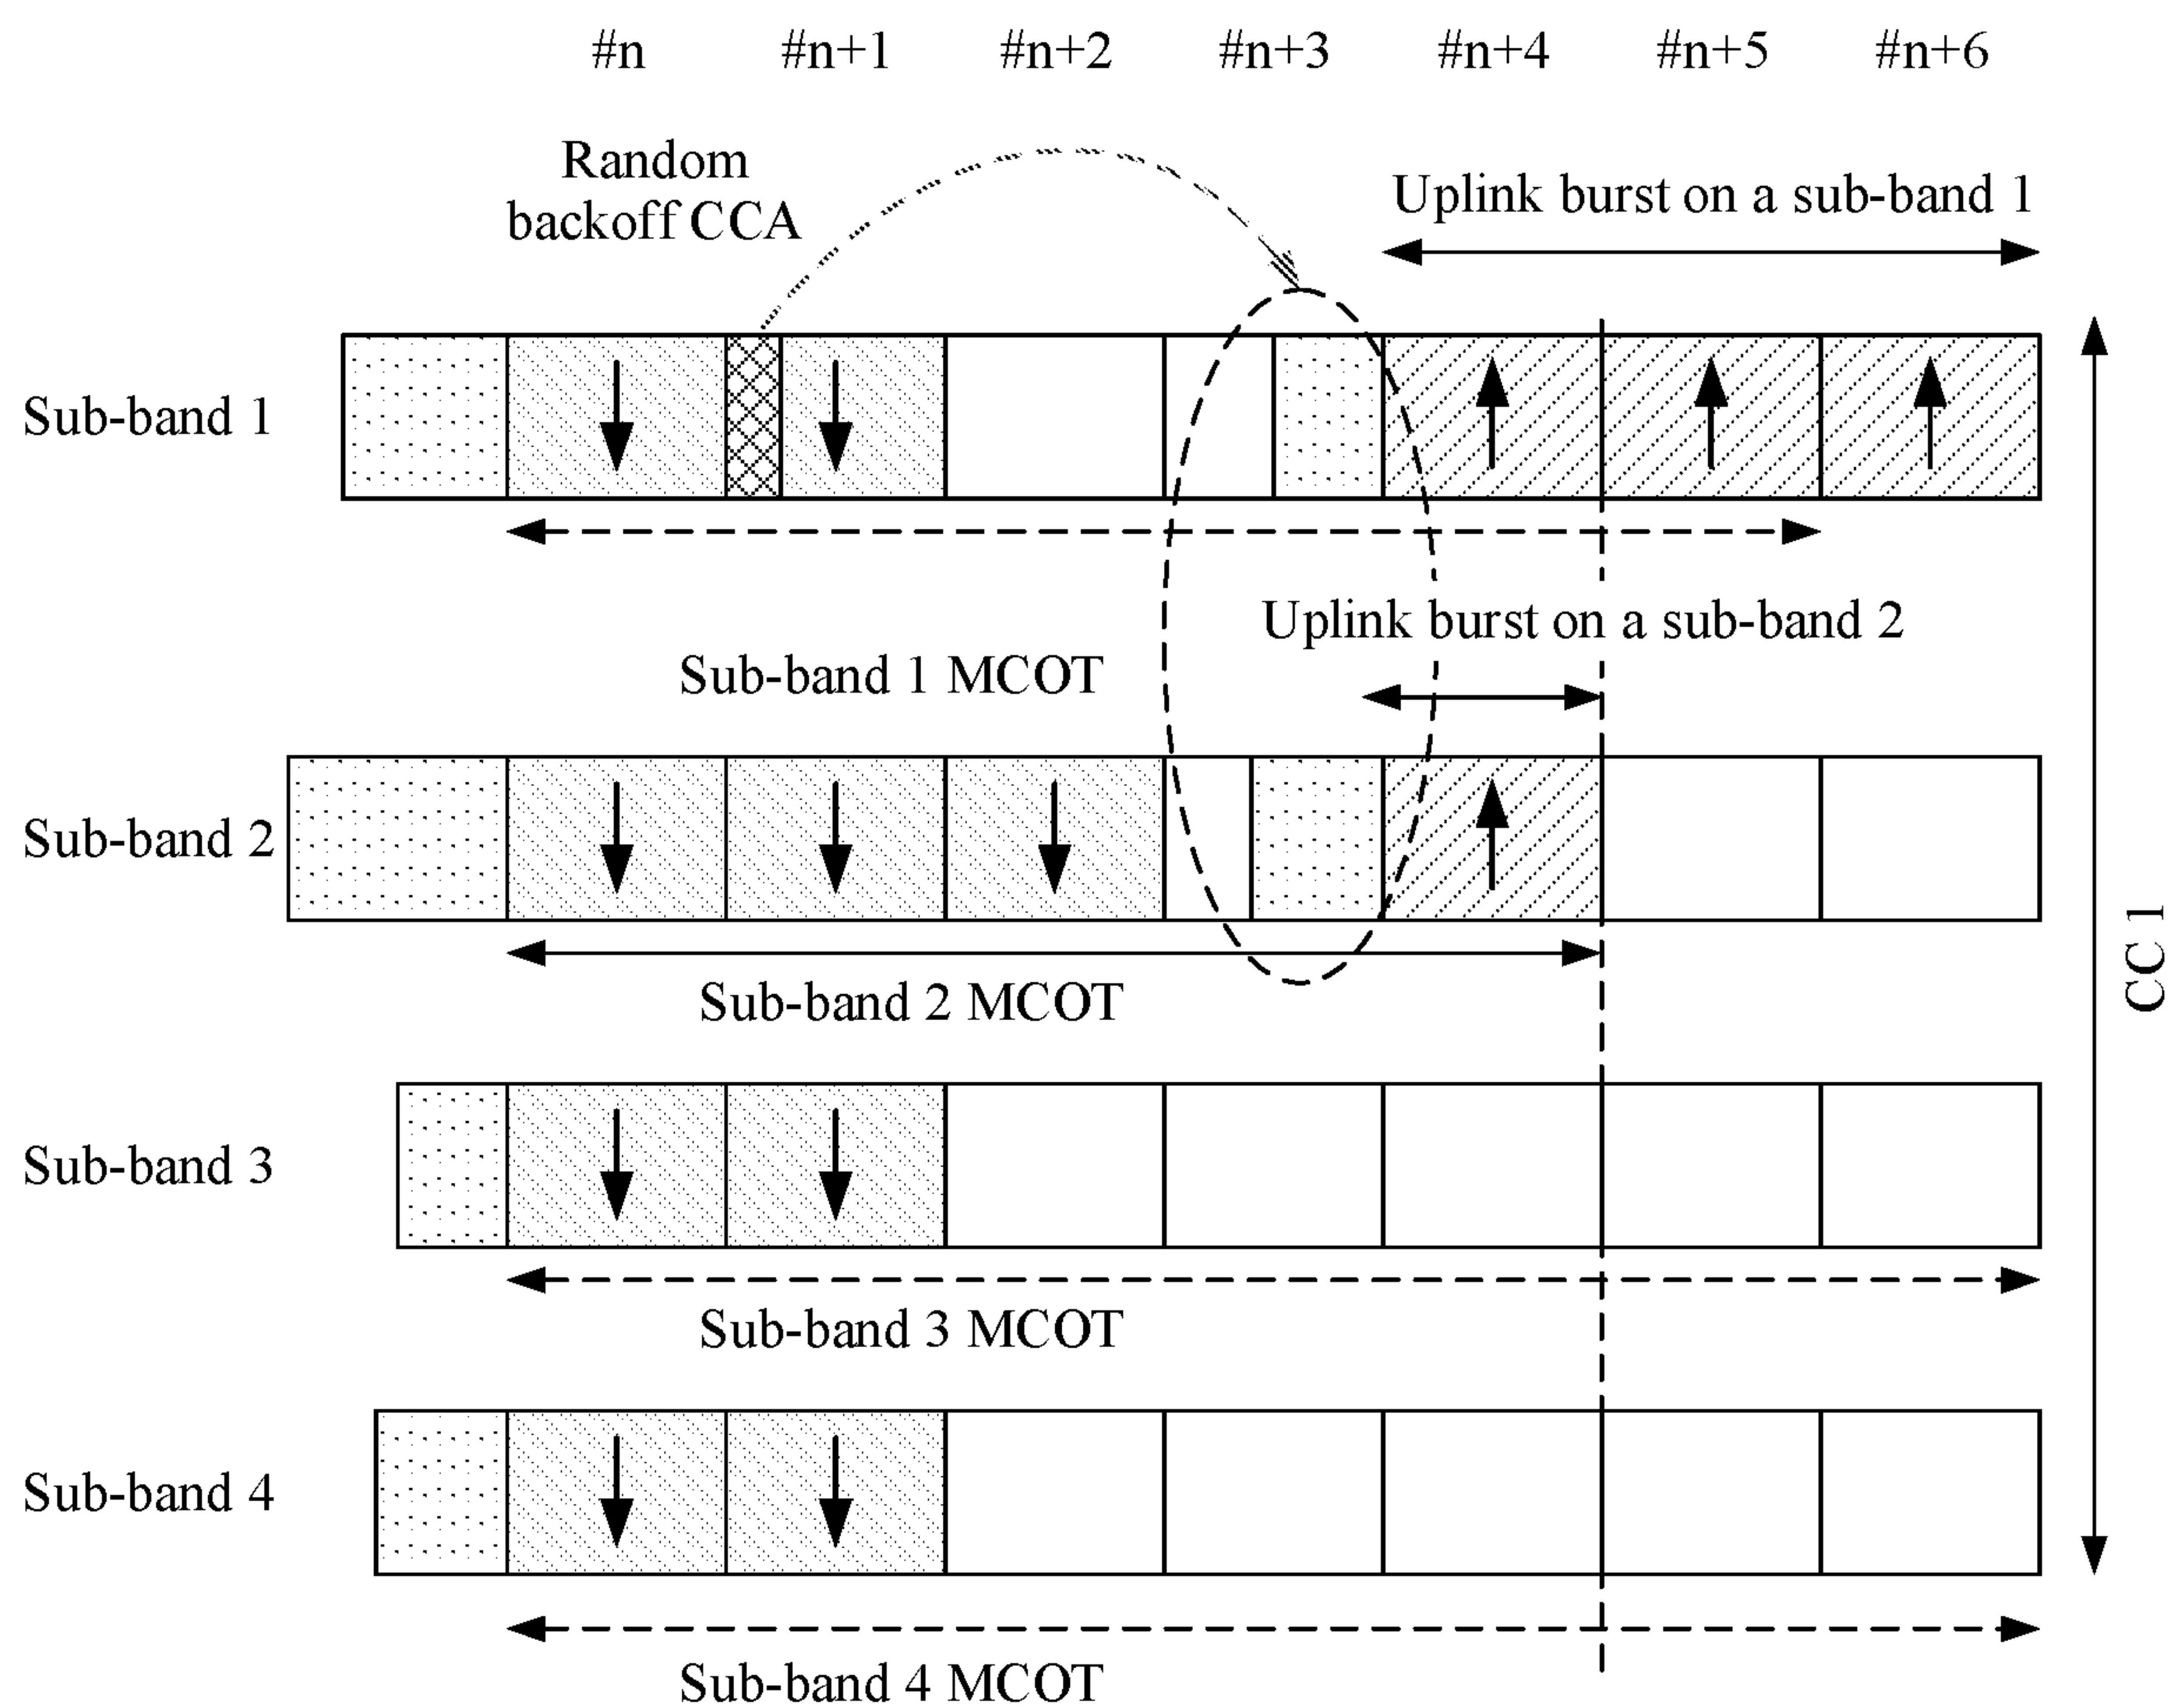 #n #n+1 #n+2 #n+3 #n+4 #n+5 #n+6
Random
backoff CCA
Uplink burst on a sub-band 1
Sub-band 1
Uplink burst on a sub-band 2
Sub-band 1 MCOT
Sub-band 2
Sub-band 2 MCOT
CC 1
Sub-band 3
Sub-band 3 MCOT
Sub-band 4
Sub-band 4 MCOT